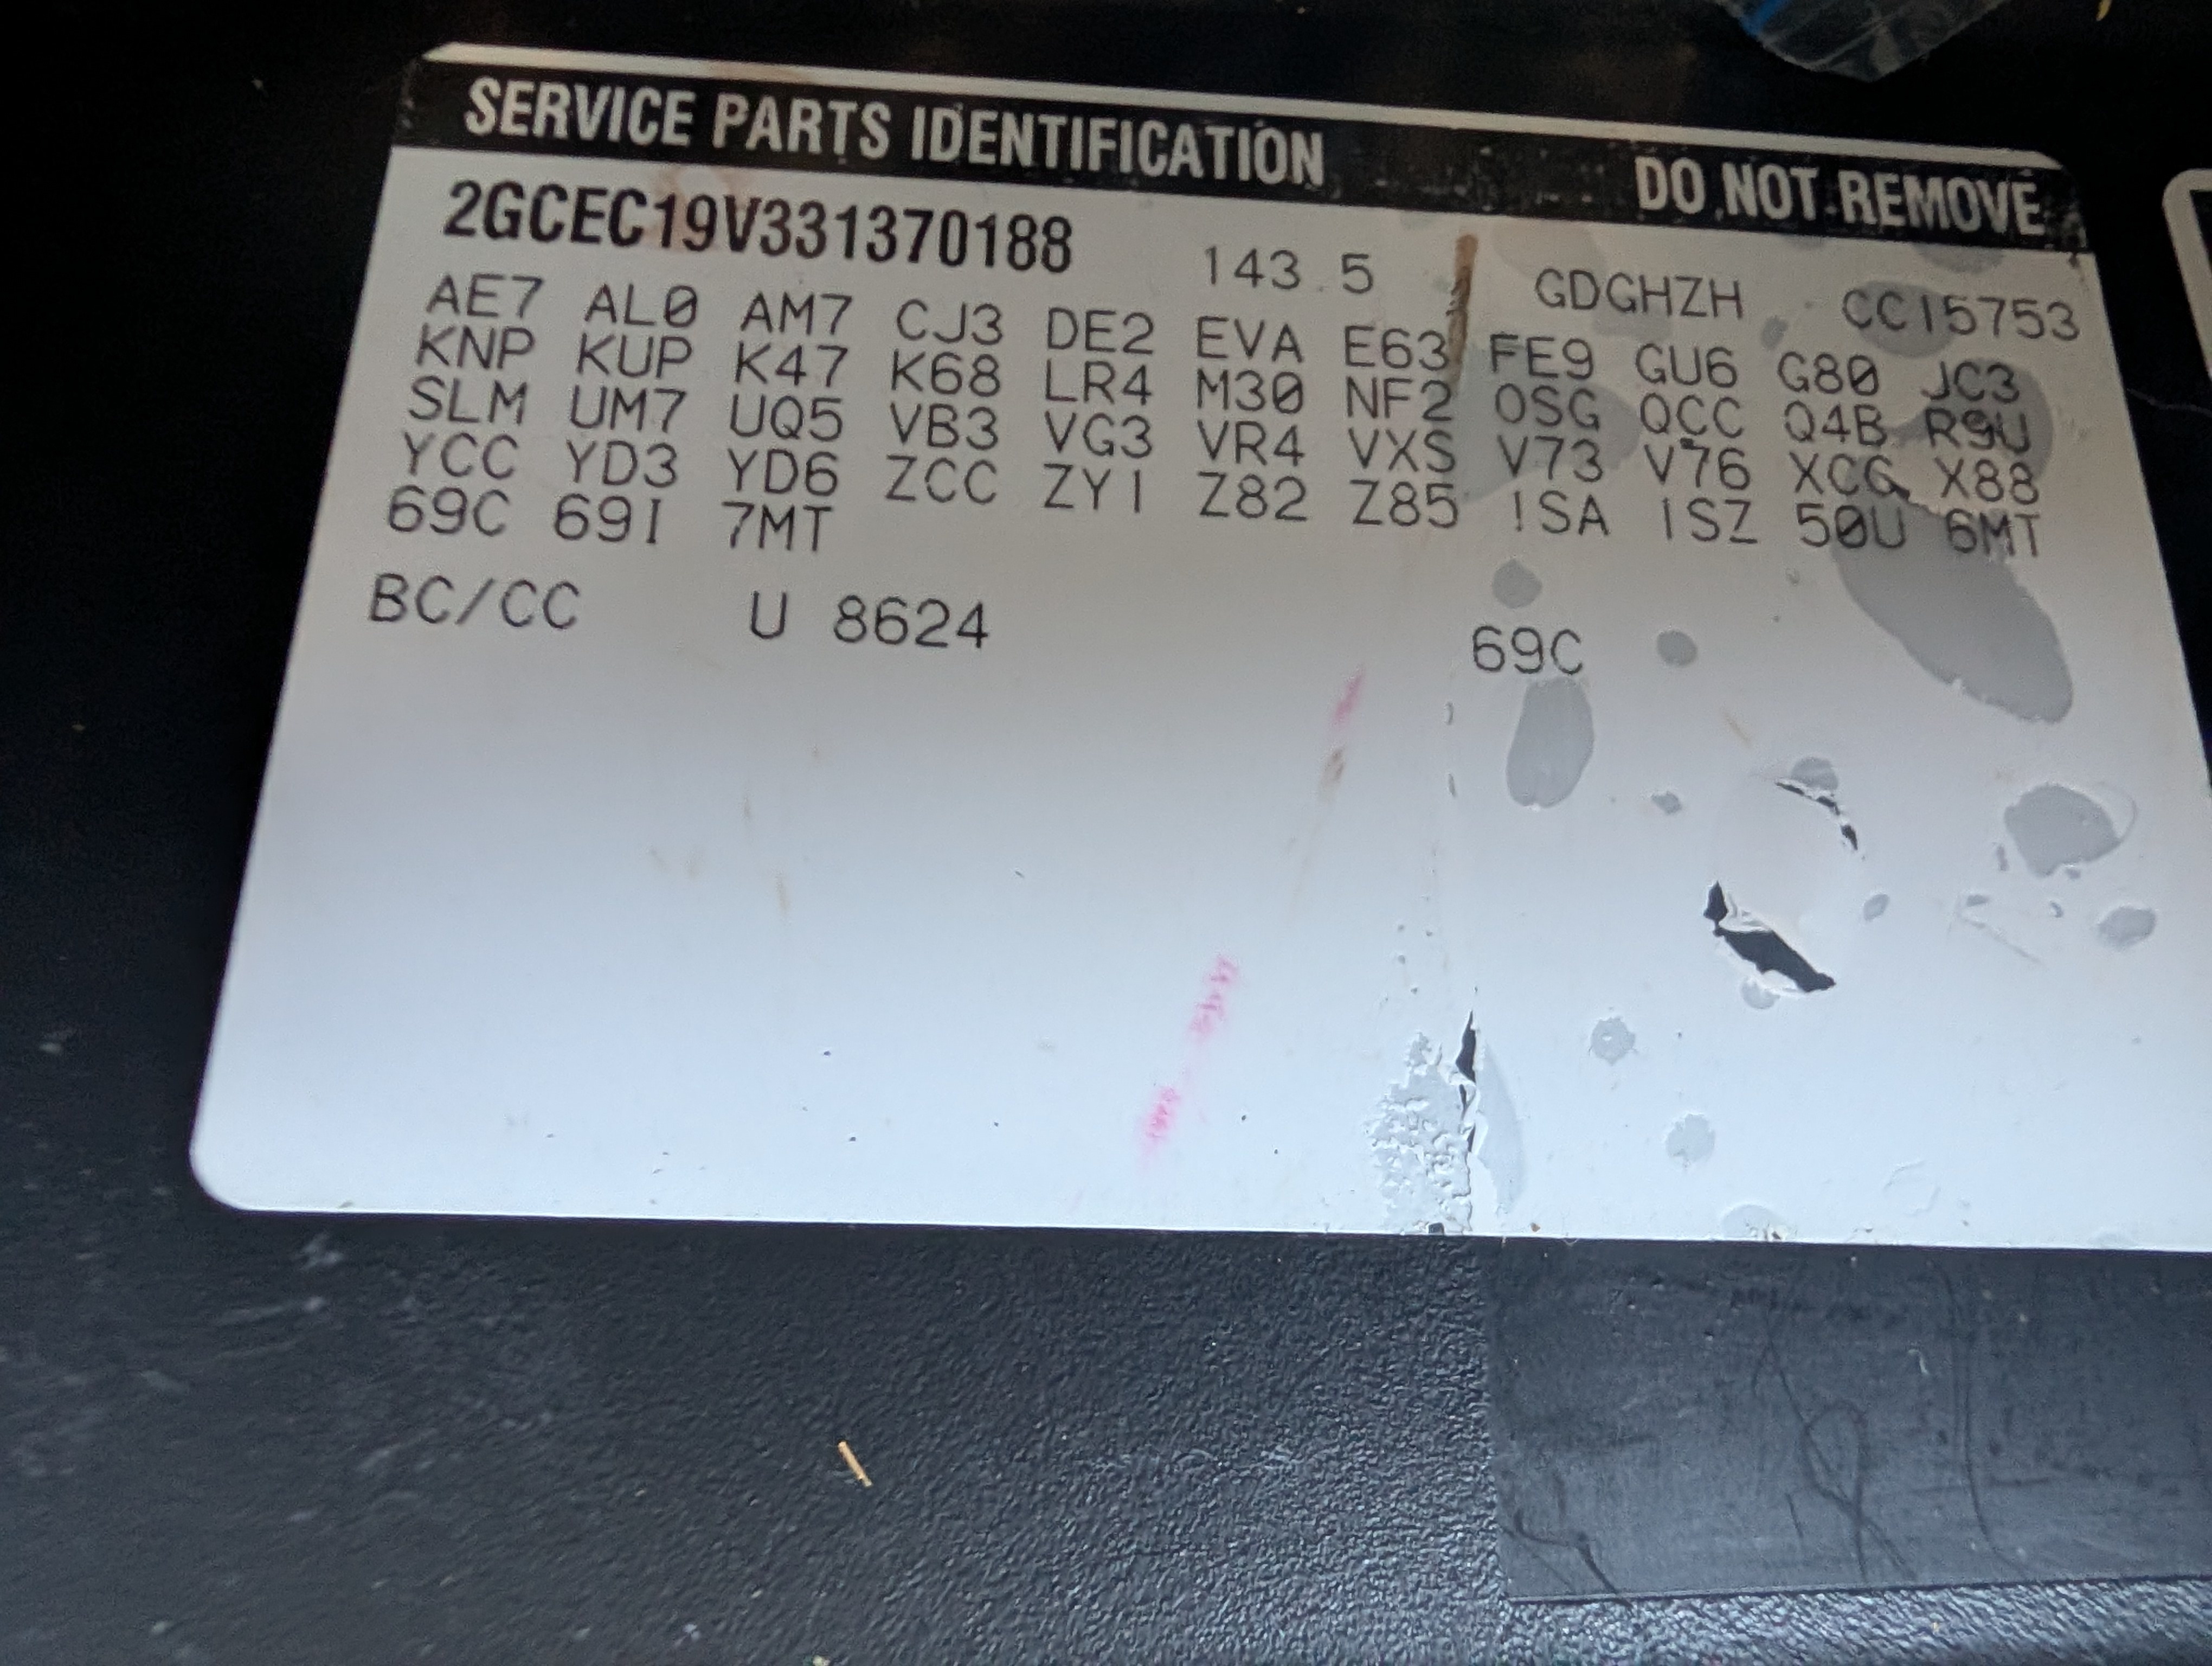 SERVICE PARTS IDENTIFICATION DO NOT REMOVE
2GCEC19V331370188 143.5 GDGHZH CC15753
AE7 AL0 AM7 CJ3 DE2 EVA E63 FE9 GU6 G80 JC3
KNP KUP K47 K68 LR4 M30 NF2 OSG QCC Q4B R9U
SLM UM7 UQ5 VB3 VG3 VR4 VXS V73 V76 XCG X88
YCC YD3 YD6 ZCC ZY1 Z82 Z85 1SA 1SZ 50U 6MT
69C 69I 7MT
BC/CC U 8624 69C